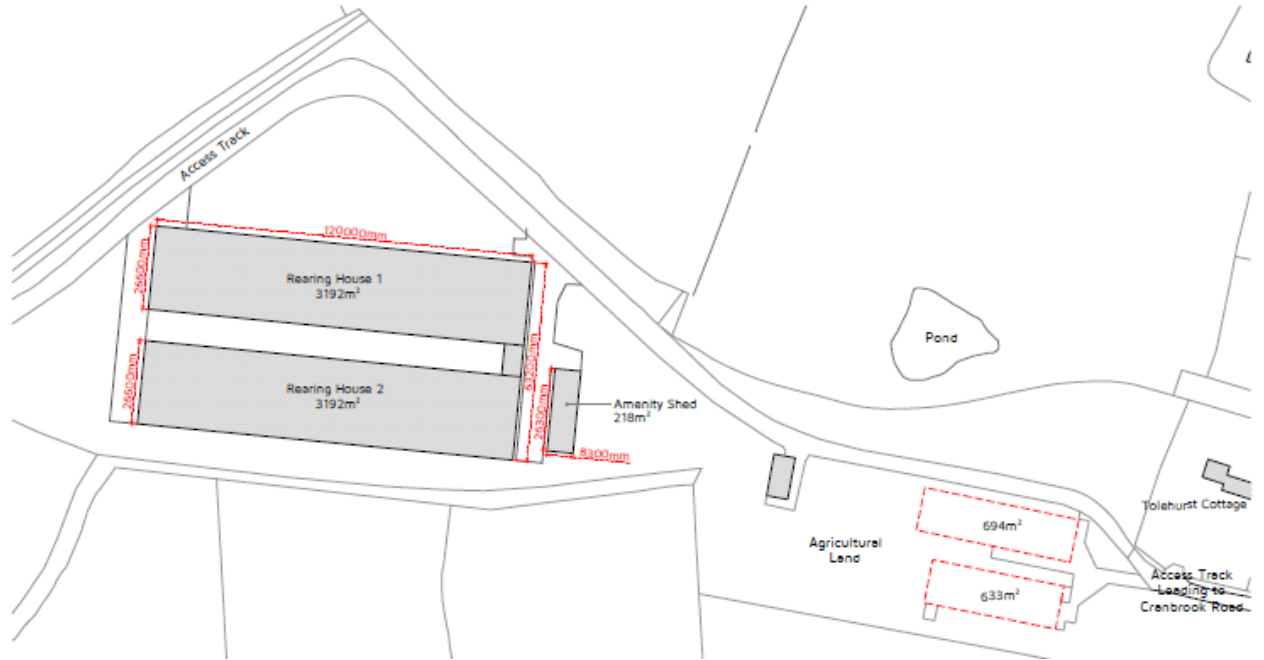 Access Track
120000mm
26600mm
Rearing House 1
3192m²
26600mm
Rearing House 2
3192m²
63200mm
26300mm
8300mm
Amenity Shed
218m²
Pond
Tolehurst Cottage
694m²
Agricultural
Land
633m²
Access Track
Leading to
Cranbrook Road